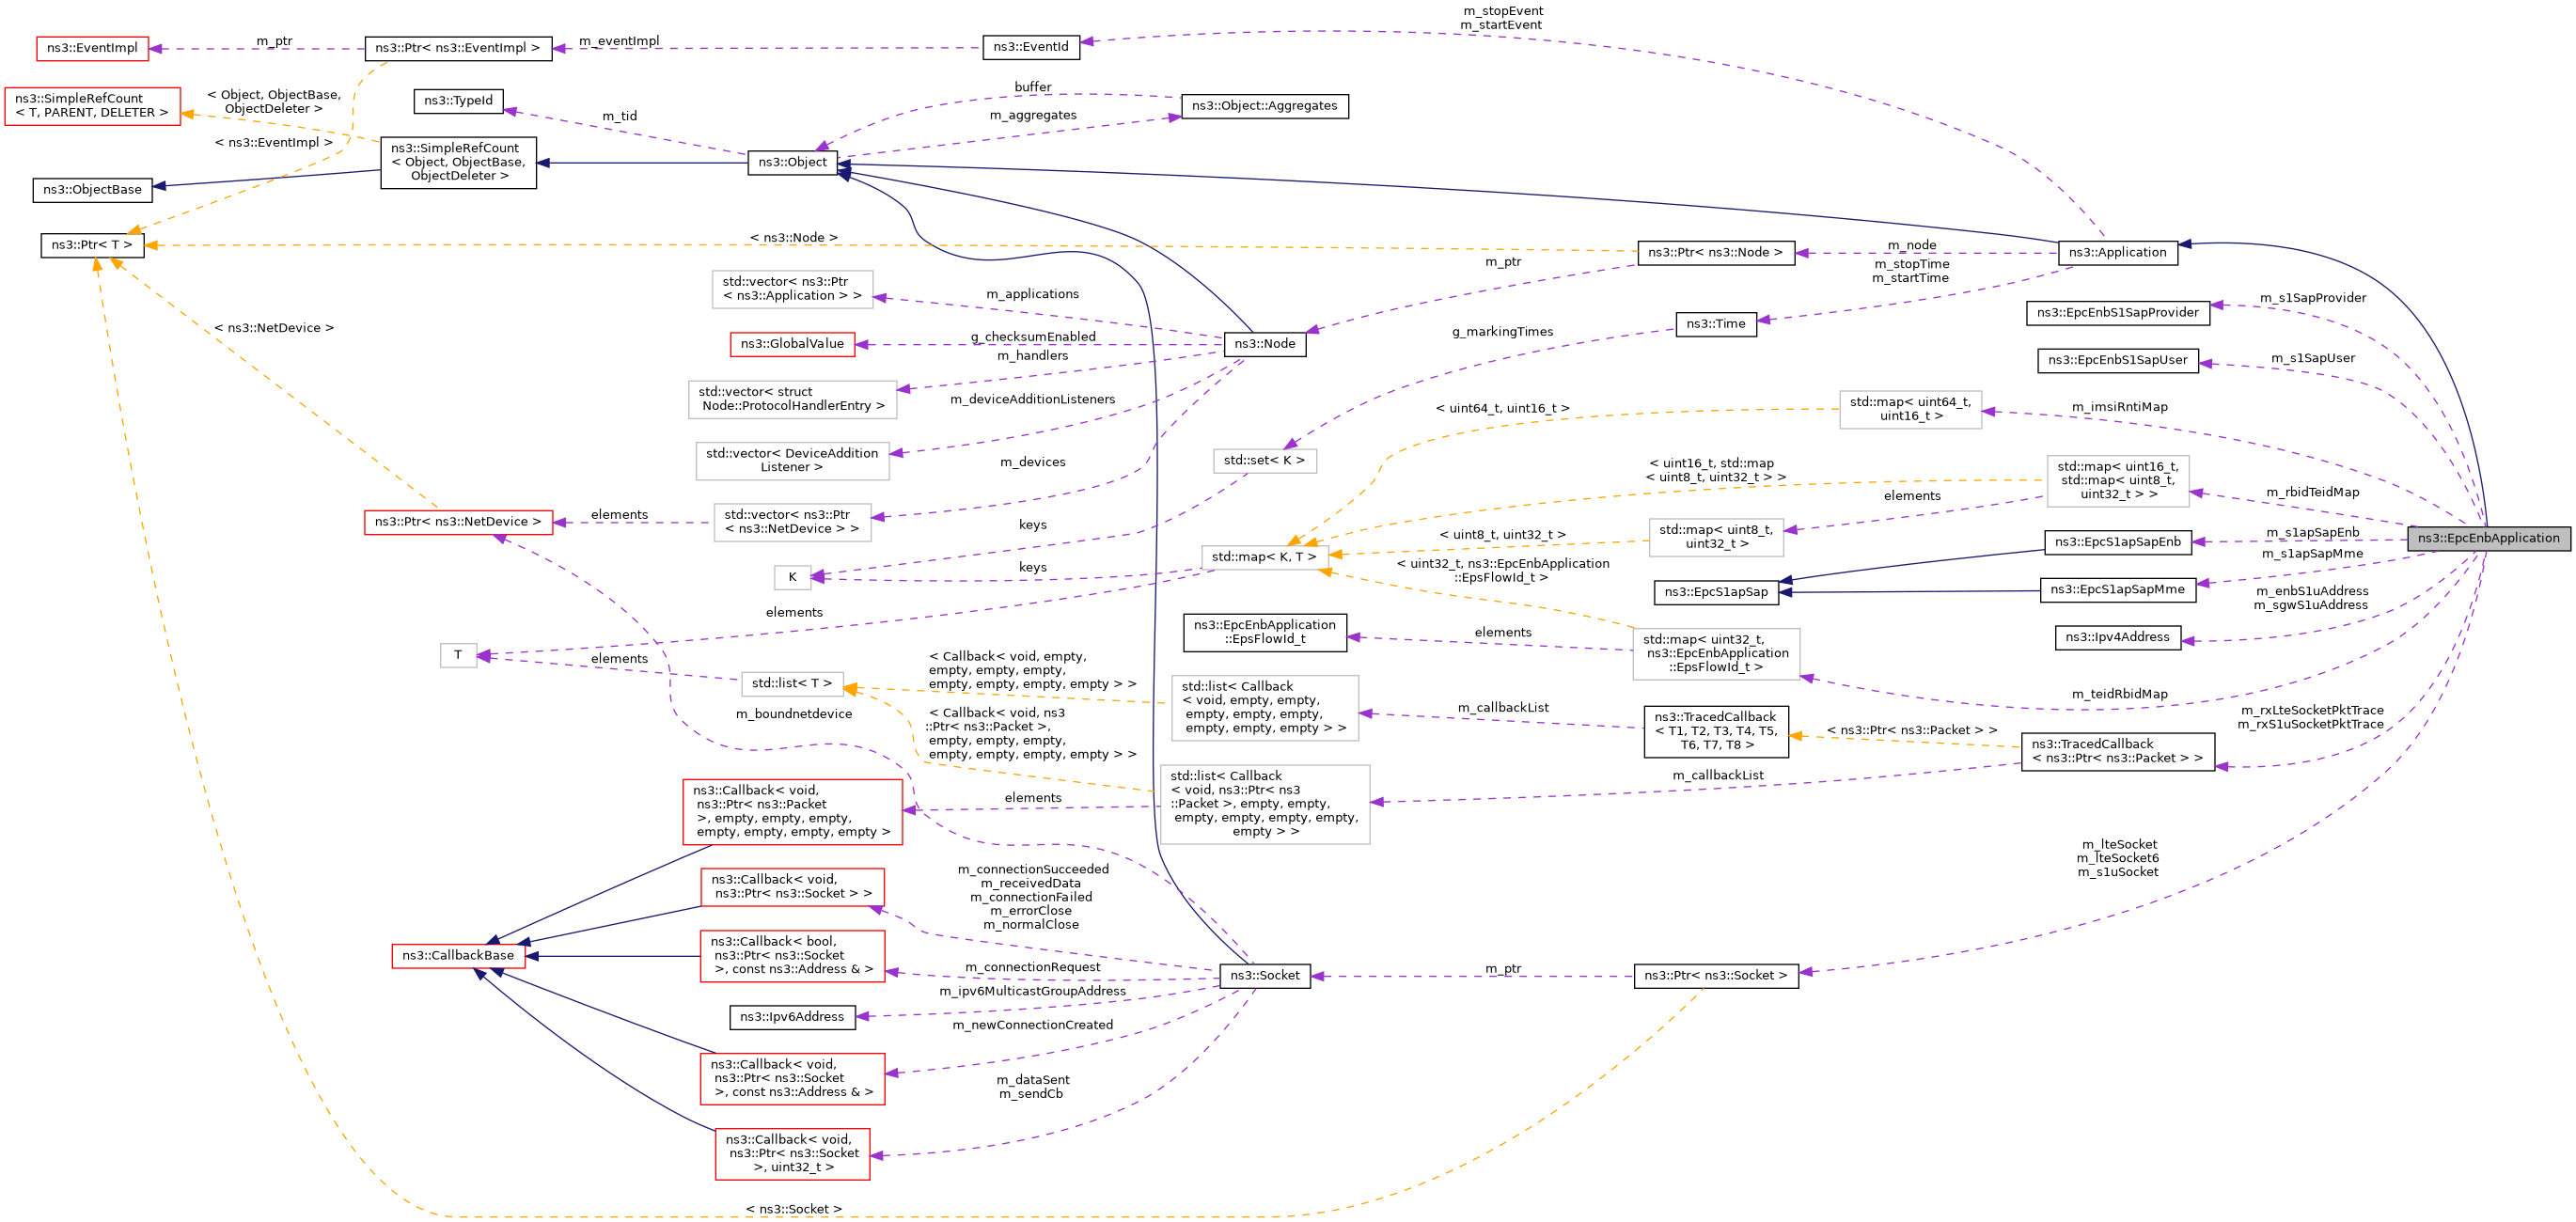 m_stopEvent
m_startEvent
ns3::EventImpl
m_ptr
ns3::Ptr< ns3::EventImpl >
m_eventImpl
ns3::EventId
ns3::SimpleRefCount
< T, PARENT, DELETER >
< Object, ObjectBase,
ObjectDeleter >
ns3::TypeId
m_tid
buffer
m_aggregates
ns3::Object::Aggregates
< ns3::EventImpl >
ns3::SimpleRefCount
< Object, ObjectBase,
ObjectDeleter >
ns3::Object
ns3::ObjectBase
ns3::Ptr< T >
< ns3::Node >
ns3::Ptr< ns3::Node >
m_node
ns3::Application
m_ptr
m_stopTime
m_startTime
std::vector< ns3::Ptr
< ns3::Application > >
m_applications
m_s1SapProvider
ns3::EpcEnbS1SapProvider
< ns3::NetDevice >
ns3::GlobalValue
g_checksumEnabled
ns3::Node
g_markingTimes
ns3::Time
m_handlers
ns3::EpcEnbS1SapUser
m_s1SapUser
std::vector< struct
Node::ProtocolHandlerEntry >
m_deviceAdditionListeners
< uint64_t, uint16_t >
std::map< uint64_t,
uint16_t >
m_imsiRntiMap
std::vector< DeviceAddition
Listener >
m_devices
std::set< K >
< uint16_t, std::map
< uint8_t, uint32_t > >
elements
std::map< uint16_t,
std::map< uint8_t,
uint32_t > >
m_rbidTeidMap
ns3::Ptr< ns3::NetDevice >
elements
std::vector< ns3::Ptr
< ns3::NetDevice > >
keys
< uint8_t, uint32_t >
std::map< uint8_t,
uint32_t >
ns3::EpcS1apSapEnb
m_s1apSapEnb
ns3::EpcEnbApplication
std::map< K, T >
m_s1apSapMme
K
keys
< uint32_t, ns3::EpcEnbApplication
::EpsFlowId_t >
ns3::EpcS1apSap
ns3::EpcS1apSapMme
m_enbS1uAddress
m_sgwS1uAddress
elements
ns3::EpcEnbApplication
::EpsFlowId_t
elements
std::map< uint32_t,
ns3::EpcEnbApplication
::EpsFlowId_t >
ns3::Ipv4Address
T
elements
std::list< T >
< Callback< void, empty,
empty, empty, empty,
empty, empty, empty, empty > >
std::list< Callback
< void, empty, empty,
empty, empty, empty,
empty, empty, empty > >
m_callbackList
m_teidRbidMap
m_boundnetdevice
< Callback< void, ns3
::Ptr< ns3::Packet >,
empty, empty, empty,
empty, empty, empty, empty > >
ns3::TracedCallback
< T1, T2, T3, T4, T5,
T6, T7, T8 >
< ns3::Ptr< ns3::Packet > >
ns3::TracedCallback
< ns3::Ptr< ns3::Packet > >
m_rxLteSocketPktTrace
m_rxS1uSocketPktTrace
m_callbackList
ns3::Callback< void,
ns3::Ptr< ns3::Packet
>, empty, empty, empty,
empty, empty, empty, empty >
elements
std::list< Callback
< void, ns3::Ptr< ns3
::Packet >, empty, empty,
empty, empty, empty, empty,
empty > >
m_lteSocket
m_lteSocket6
m_s1uSocket
ns3::Callback< void,
ns3::Ptr< ns3::Socket > >
m_connectionSucceeded
m_receivedData
m_connectionFailed
m_errorClose
m_normalClose
ns3::CallbackBase
ns3::Callback< bool,
ns3::Ptr< ns3::Socket
>, const ns3::Address & >
m_connectionRequest
ns3::Socket
m_ptr
ns3::Ptr< ns3::Socket >
m_ipv6MulticastGroupAddress
ns3::Ipv6Address
m_newConnectionCreated
ns3::Callback< void,
ns3::Ptr< ns3::Socket
>, const ns3::Address & >
m_dataSent
m_sendCb
ns3::Callback< void,
ns3::Ptr< ns3::Socket
>, uint32_t >
< ns3::Socket >